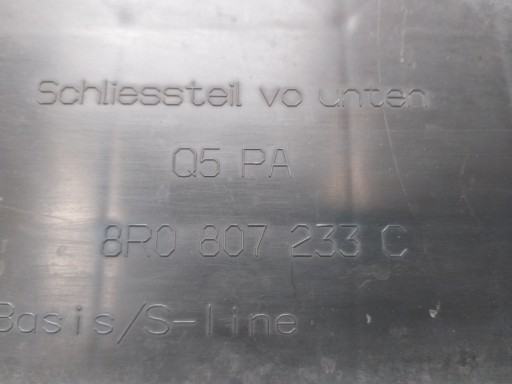 Schliessteil vo unten
Q5 PA
8R0 807 233 C
Basis/S-line